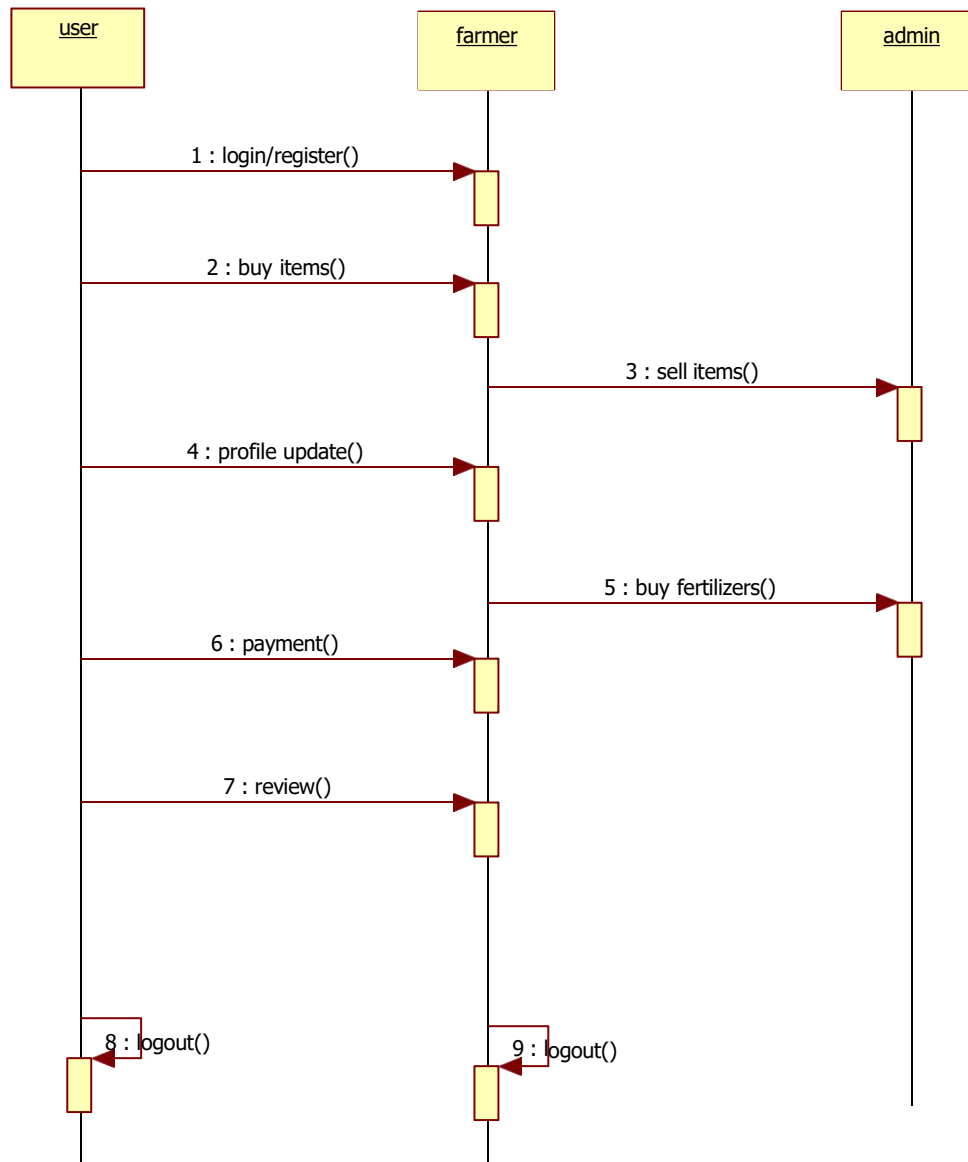 user
farmer
admin
1 : login/register()
2 : buy items()
3 : sell items()
4 : profile update()
5 : buy fertilizers()
6 : payment()
7 : review()
8 : logout()
9 : logout()